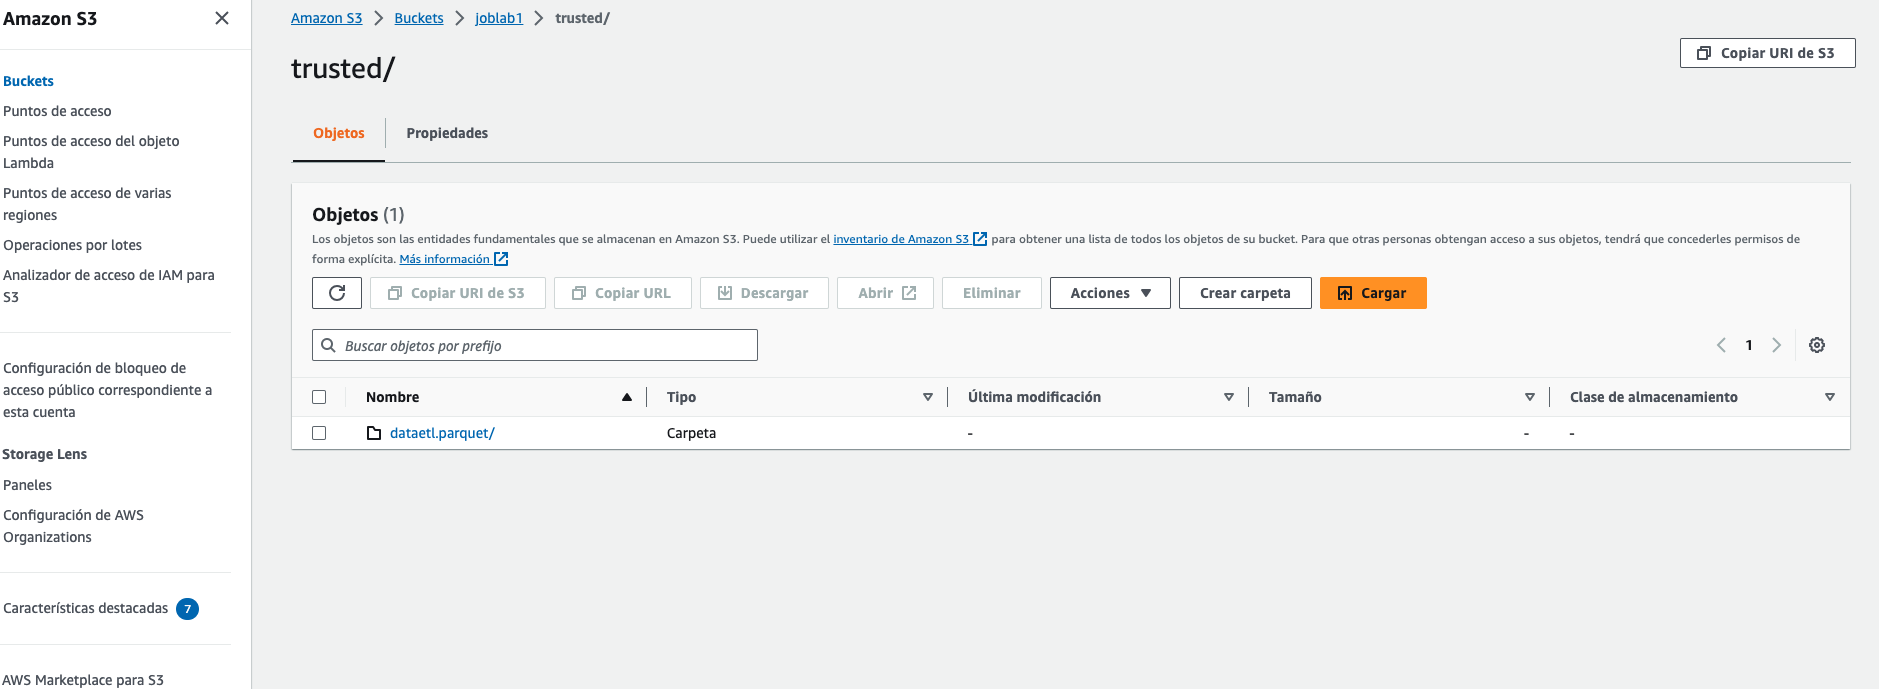 Amazon S3
Buckets
Puntos de acceso
Puntos de acceso del objeto
Lambda
Puntos de acceso de varias
regiones
Operaciones por lotes
Analizador de acceso de IAM para
S3
Configuración de bloqueo de
acceso público correspondiente a
esta cuenta
Storage Lens
Paneles
Configuración de AWS
Organizations
Características destacadas 7
AWS Marketplace para S3
Amazon S3 > Buckets > joblab1 > trusted/
trusted/
Copiar URI de S3
Objetos Propiedades
Objetos (1)
Los objetos son las entidades fundamentales que se almacenan en Amazon S3. Puede utilizar el inventario de Amazon S3 para obtener una lista de todos los objetos de su bucket. Para que otras personas obtengan acceso a sus objetos, tendrá que concederles permisos de
forma explícita. Más información
Copiar URI de S3 Copiar URL Descargar Abrir Eliminar Acciones Crear carpeta Cargar
Buscar objetos por prefijo
1
Nombre Tipo Última modificación Tamaño Clase de almacenamiento
dataetl.parquet/ Carpeta - - -